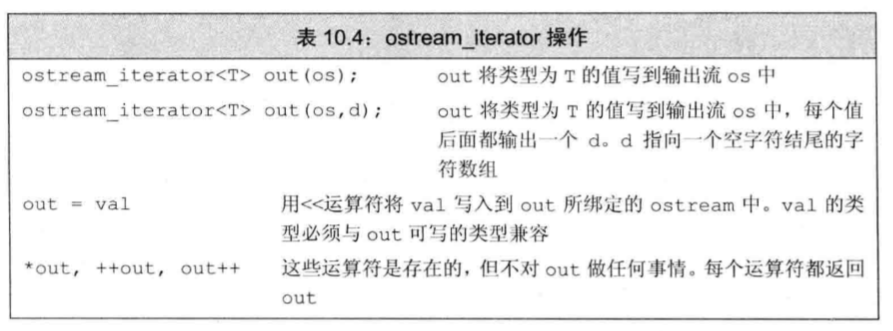 表 10.4：ostream_iterator 操作
ostream_iterator<T> out(os); out 将类型为 T 的值写到输出流 os 中
ostream_iterator<T> out(os,d); out 将类型为 T 的值写到输出流 os 中，每个值
后面都输出一个 d。d 指向一个空字符结尾的字
符数组
out = val 用<<运算符将 val 写入到 out 所绑定的 ostream 中。val 的类
型必须与 out 可写的类型兼容
*out, ++out, out++ 这些运算符是存在的，但不对 out 做任何事情。每个运算符都返回
out